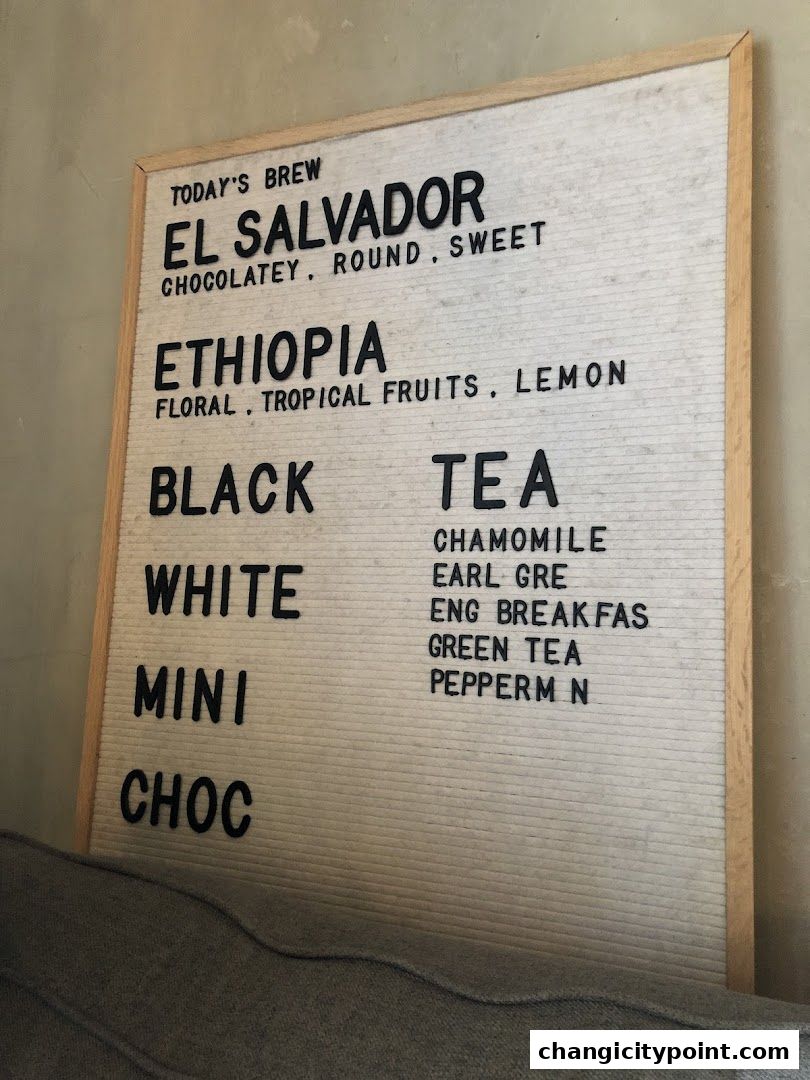 TODAY'S BREW
EL SALVADOR
CHOCOLATEY, ROUND, SWEET
ETHIOPIA
FLORAL, TROPICAL FRUITS, LEMON
BLACK
WHITE
MINI
CHOC
TEA
CHAMOMILE
EARL GRE
ENG BREAKFAS
GREEN TEA
PEPPERM N
changicitypoint.com